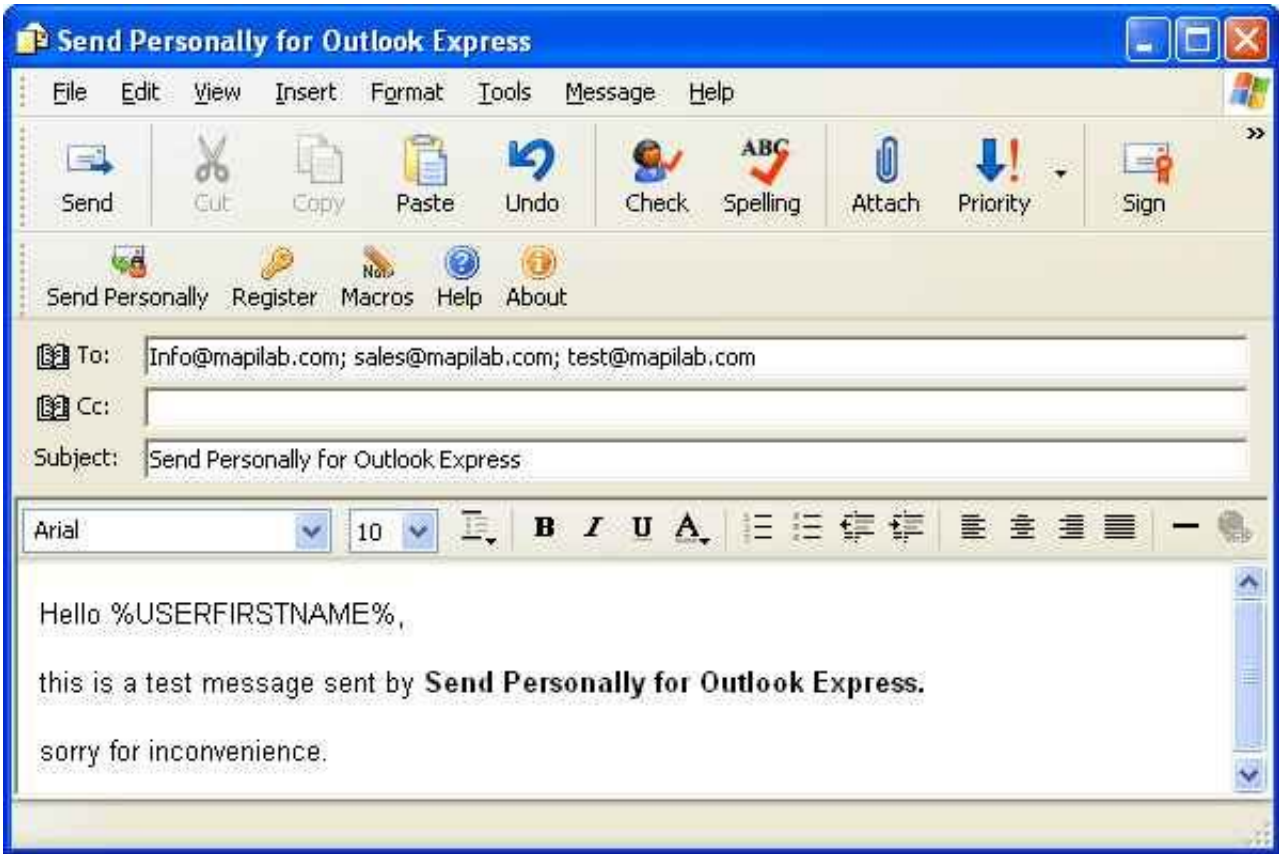 Send Personally for Outlook Express
File Edit View Insert Format Tools Message Help
ABC
Send Cut Copy Paste Undo Check Spelling Attach Priority Sign
Send Personally Register Macros Help About
To: Info@mapilab.com; sales@mapilab.com; test@mapilab.com
Cc:
Subject: Send Personally for Outlook Express
Arial 10 B I U A
Hello %USERFIRSTNAME%,
this is a test message sent by Send Personally for Outlook Express.
sorry for inconvenience.